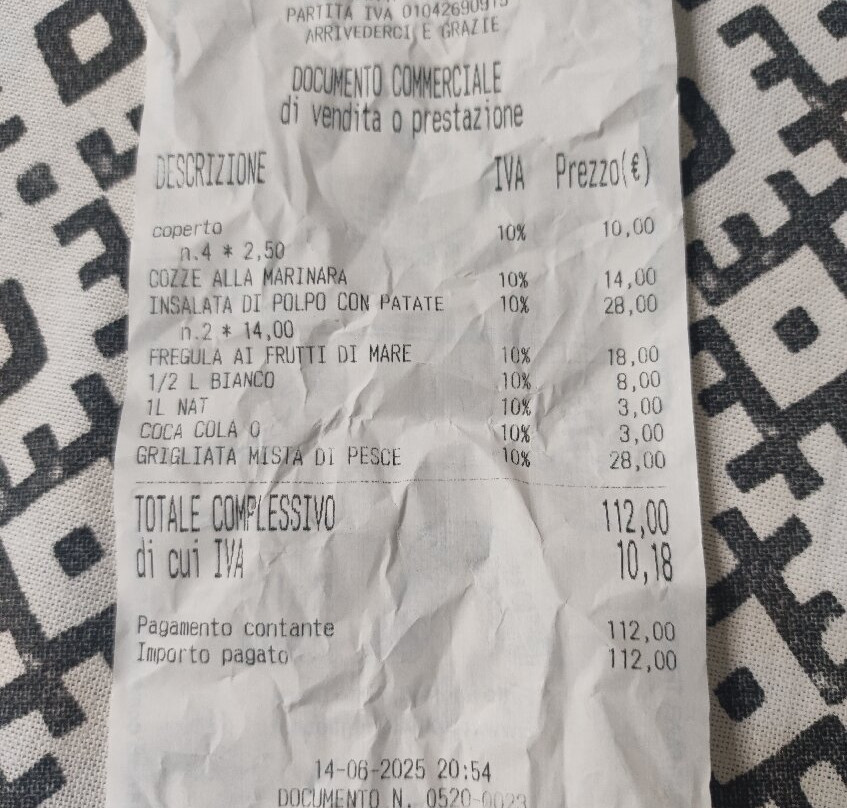 PARTITA IVA
ARRIVEDERCI E GRAZIE
DOCUMENTO COMMERCIALE
di vendita o prestazione
DESCRIZIONE IVA Prezzo(€)
coperto 10% 10,00
n.4 * 2,50
COZZE ALLA MARINARA 10% 14,00
INSALATA DI POLPO CON PATATE 10% 28,00
n.2 * 14,00
FREGULA AI FRUTTI DI MARE 10% 18,00
1/2 L BIANCO 10% 8,00
1L NAT 10% 3,00
COCA COLA 0 10% 3,00
GRIGLIATA MISTA DI PESCE 10% 28,00
TOTALE COMPLESSIVO 112,00
di cui IVA 10,18
Pagamento contante 112,00
Importo pagato 112,00
14-06-2025 20:54
DOCUMENTO N. 0520-0023